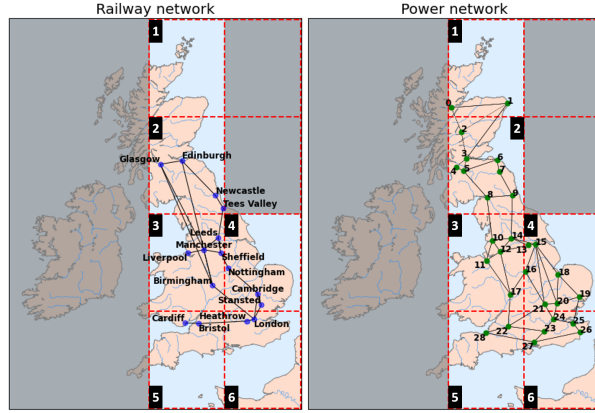 Railway network
Power network
1
2
Glasgow
Edinburgh
Newcastle
Tees Valley
3
4
Leeds
Manchester
Liverpool
Sheffield
Nottingham
Birmingham
Cambridge
Stansted
Cardiff
Heathrow
London
Bristol
5
6
1
0
1
2
2
3
6
4
5
7
8
9
3
4
10
14
15
12
13
11
16
18
17
19
20
21
24
25
22
23
26
28
27
5
6